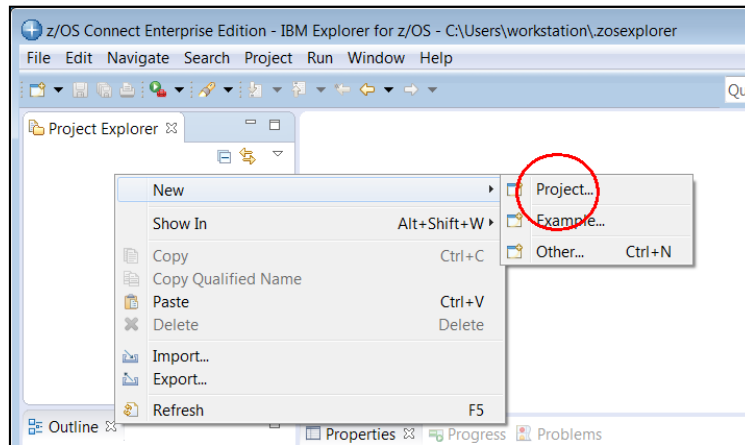 z/OS Connect Enterprise Edition - IBM Explorer for z/OS - C:\Users\workstation\.zosexplorer
File Edit Navigate Search Project Run Window Help
Qu
Project Explorer
New
Project...
Show In Alt+Shift+W
Example...
Other... Ctrl+N
Copy Ctrl+C
Copy Qualified Name
Paste Ctrl+V
Delete Delete
Import...
Export...
Refresh F5
Outline
Properties Progress Problems